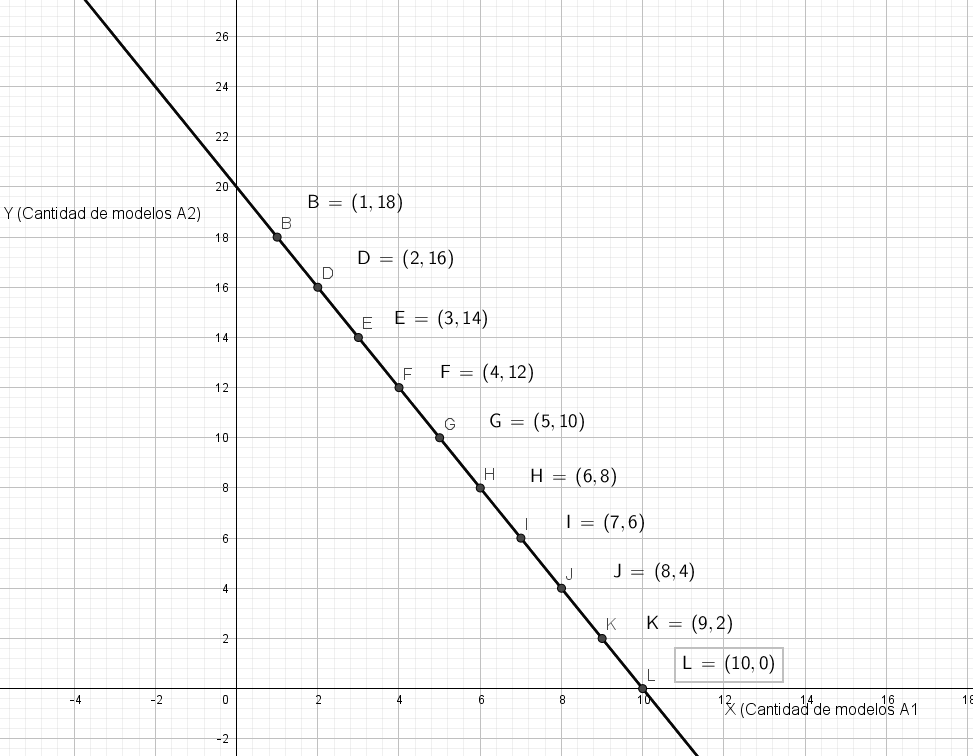 26
24
22
20
B = (1, 18)
Y (Cantidad de modelos A2)
B
18
D = (2, 16)
D
16
E = (3, 14)
E
14
F = (4, 12)
F
12
G = (5, 10)
G
10
H = (6, 8)
H
8
I = (7, 6)
I
6
J = (8, 4)
J
4
K = (9, 2)
K
2
L = (10, 0)
L
-4 -2 0 2 4 6 8 10 12 14 16 18
X (Cantidad de modelos A1
-2